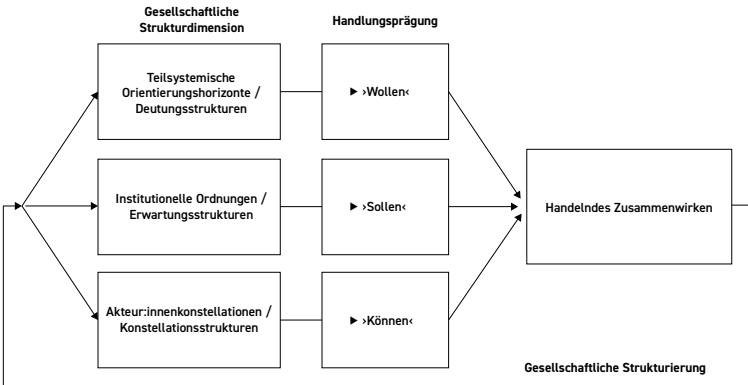 Gesellschaftliche
Strukturdimension
Handlungsprägung
Teilsystemische
Orientierungshorizonte /
Deutungsstrukturen
► ›Wollen‹
Institutionelle Ordnungen /
Erwartungsstrukturen
► ›Sollen‹
Handelndes Zusammenwirken
Akteur:innenkonstellationen /
Konstellationsstrukturen
► ›Können‹
Gesellschaftliche Strukturierung